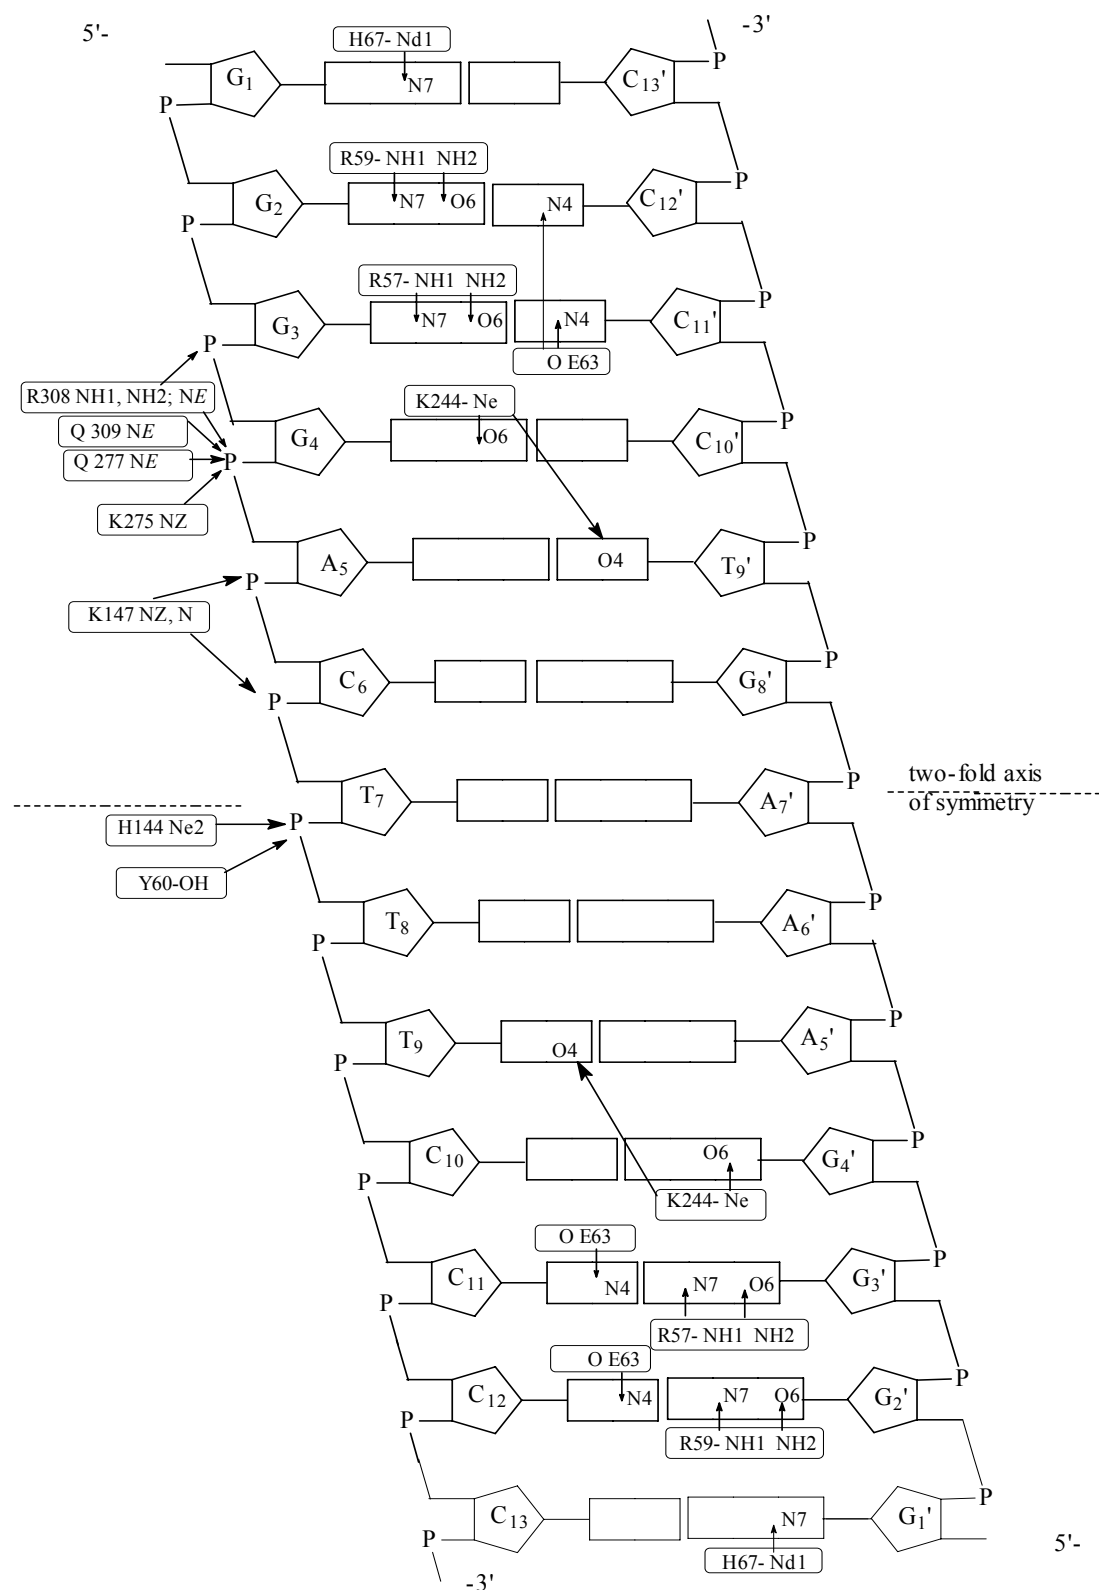 5'- -3'
H67- Nd1
G1 N7 C13' P
P
R59- NH1 NH2 P
G2 N7 O6 N4 C12'
P
R57- NH1 NH2 P
G3 N7 O6 N4 C11'
P O E63
R308 NH1, NH2; NE K244- Ne P
Q 309 NE G4 O6 C10'
Q 277 NE P
K275 NZ P
A5 O4 T9'
P
K147 NZ, N P
C6 G8'
P
two-fold axis
T7 A7' P
of symmetry
H144 Ne2 P
Y60-OH P
T8 A6'
P
P
T9 O4 A5'
P
O6 P
C10 G4'
P K244- Ne
O E63 P
C11 N4 N7 O6 G3'
P R57- NH1 NH2
O E63 P
C12 N4 N7 O6 G2'
P R59- NH1 NH2
P
C13 N7 G1'
P H67- Nd1 5'-
-3'